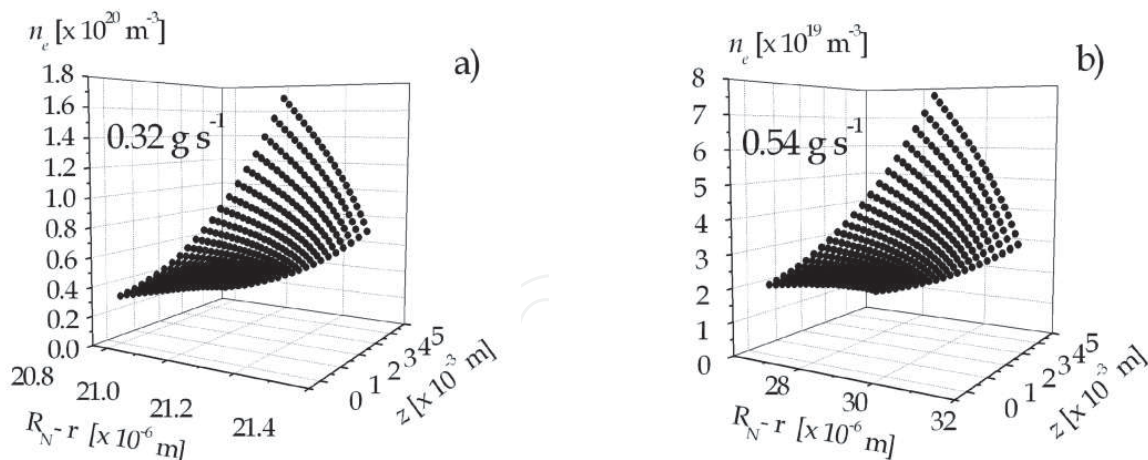 n_e [x 10^20 m^-3]
a)
1.8
1.6
1.4
1.2
1.0
0.8
0.6
0.4
0.2
0.0
0.32 g s^-1
20.8
21.0
21.2
21.4
R_N - r [x10^-6 m]
0 1 2 3 4 5
z [x 10^-3 m]
n_e [x 10^19 m^-3]
b)
8
7
6
5
4
3
2
1
0
0.54 g s^-1
28
30
32
R_N - r [x10^-6 m]
0 1 2 3 4 5
z [x 10^-3 m]